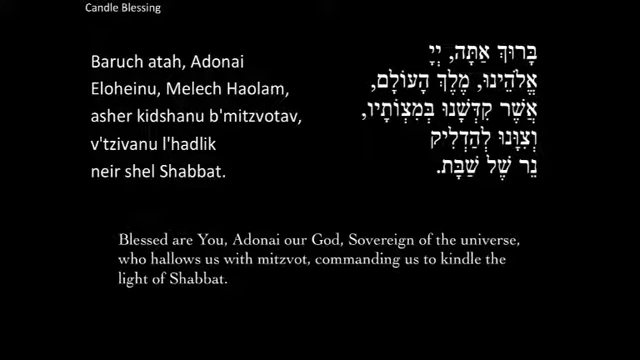 Candle Blessing
Baruch atah, Adonai
Eloheinu, Melech Haolam,
asher kidshanu b'mitzvotav,
v'tzivanu l'hadlik
neir shel Shabbat.
בָּרוּךְ אַתָּה, יְיָ
אֱלֹהֵינוּ, מֶלֶךְ הָעוֹלָם,
אֲשֶׁר קִדְּשָׁנוּ בְּמִצְוֹתָיו,
וְצִוָּנוּ לְהַדְלִיק
נֵר שֶׁל שַׁבָּת.
Blessed are You, Adonai our God, Sovereign of the universe,
who hallows us with mitzvot, commanding us to kindle the
light of Shabbat.